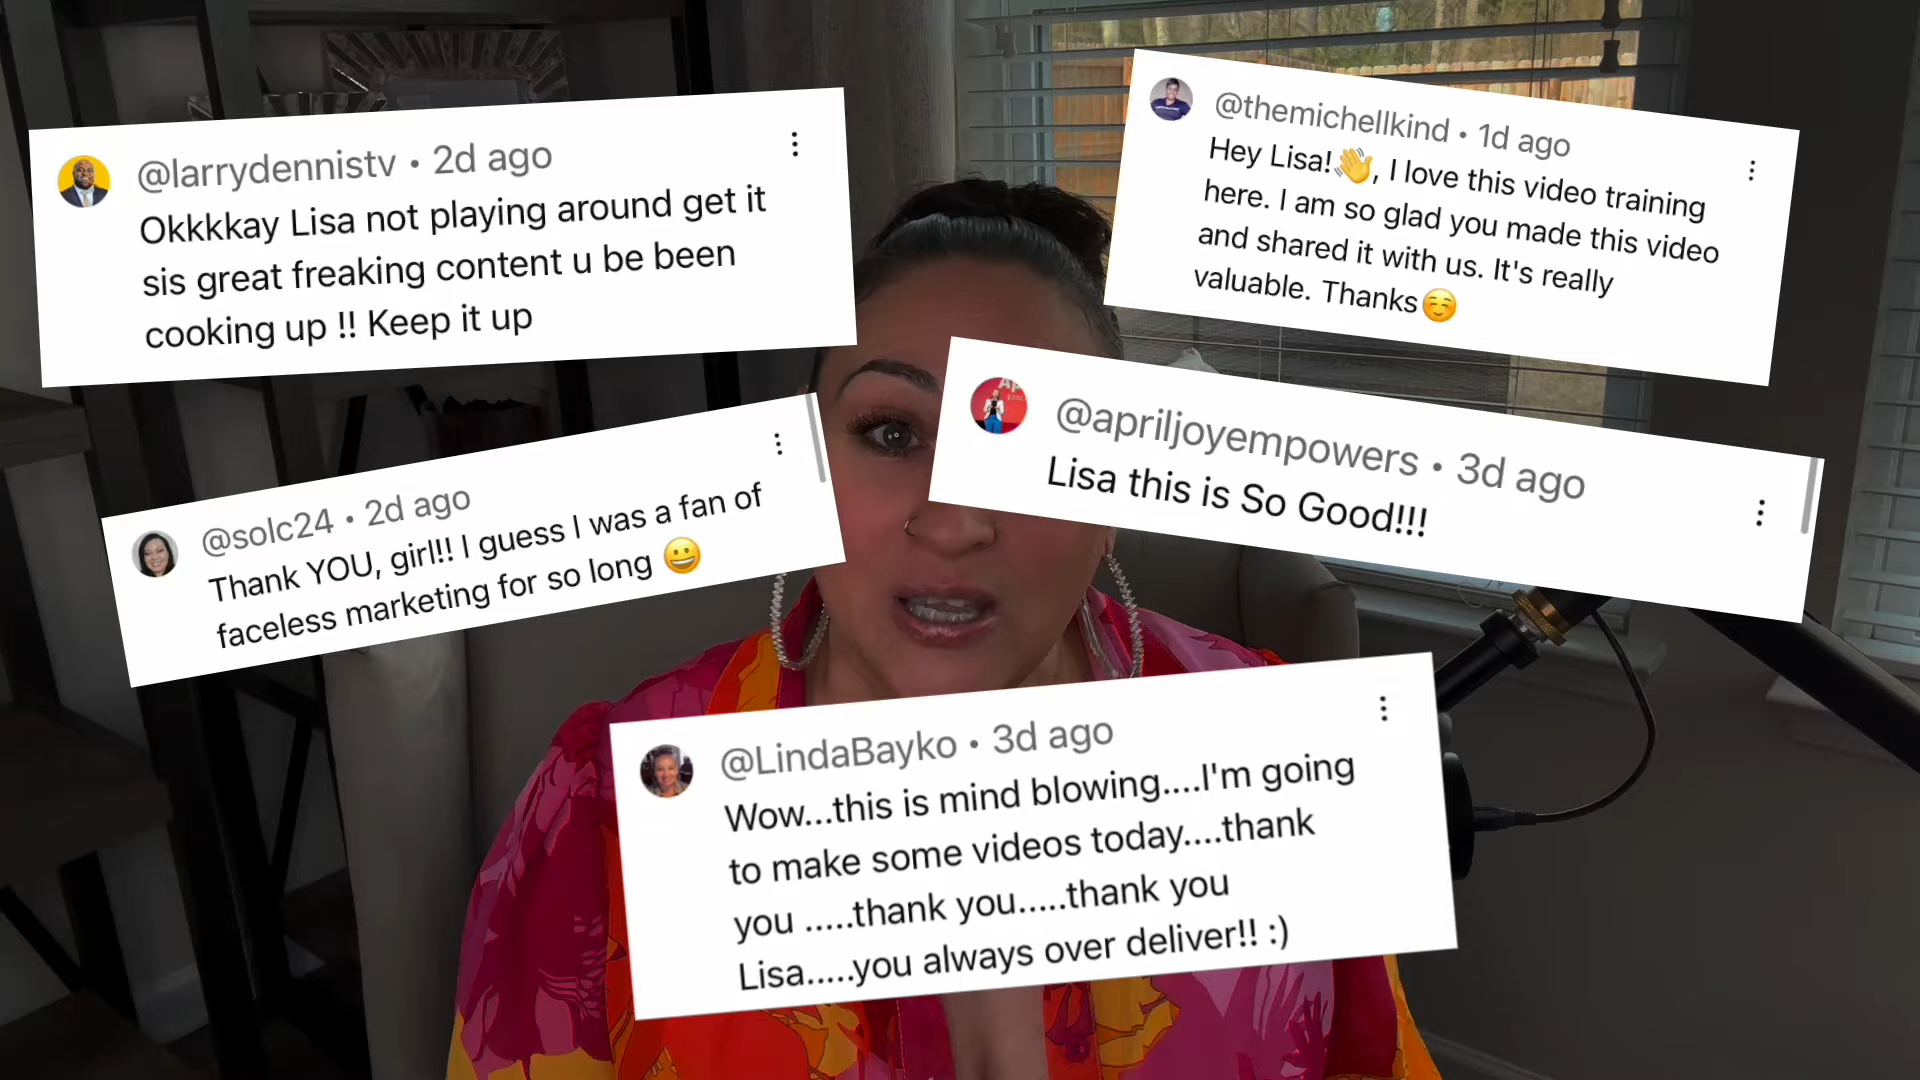 @larrydennistv • 2d ago
Okkkkay Lisa not playing around get it
sis great freaking content u be been
cooking up !! Keep it up
@themichellkind • 1d ago
Hey Lisa!👋, I love this video training
here. I am so glad you made this video
and shared it with us. It's really
valuable. Thanks☺️
@apriljoyempowers • 3d ago
Lisa this is So Good!!!
@solc24 • 2d ago
Thank YOU, girl!! I guess I was a fan of
faceless marketing for so long 😀
@LindaBayko • 3d ago
Wow...this is mind blowing....I'm going
to make some videos today....thank
you .....thank you.....thank you
Lisa.....you always over deliver!! :)